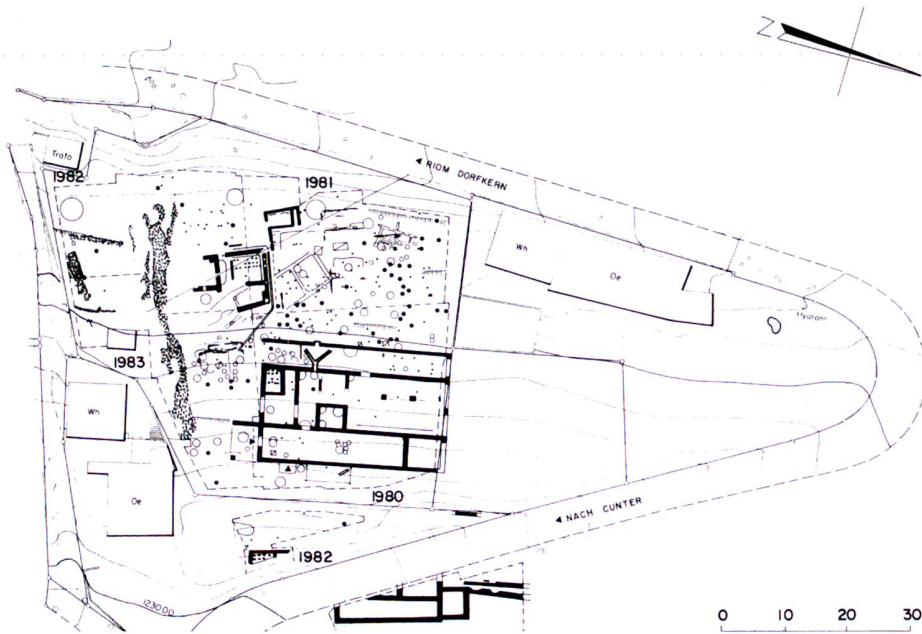 Z
Trafo
1982
1981
◄ RIOM DORFKERN
Wh
Oe
Hydrant
1983
Wh
Oe
1980
◄ NACH CUNTER
1982
1230.00
0 10 20 30